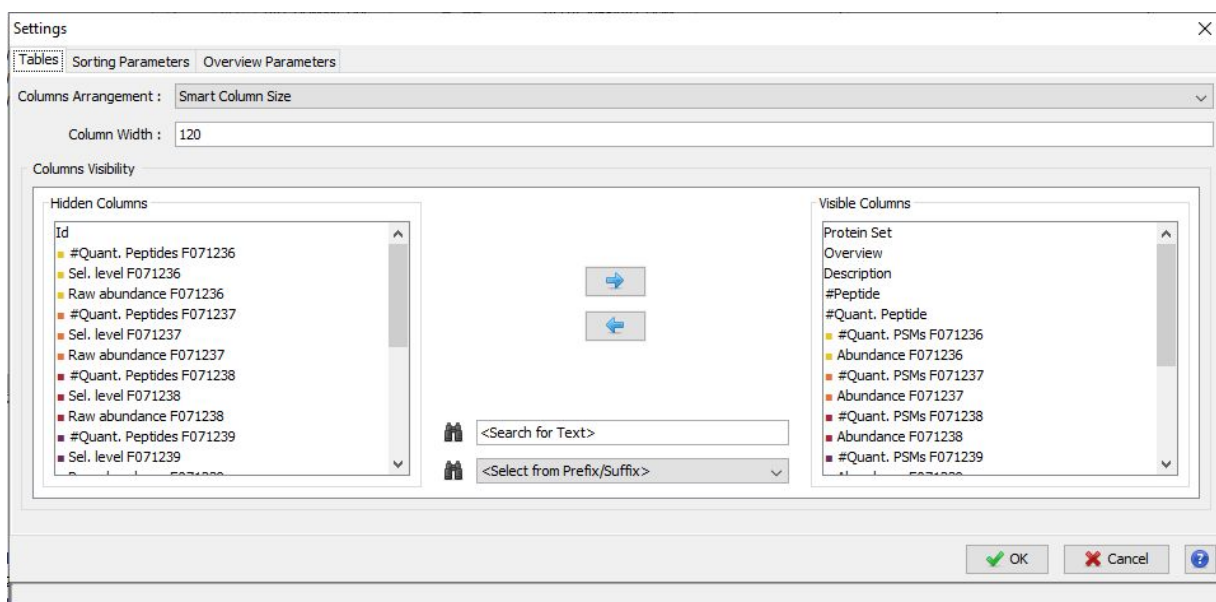 Settings
Tables Sorting Parameters Overview Parameters
Columns Arrangement : Smart Column Size
Column Width : 120
Columns Visibility
Hidden Columns
Id
#Quant. Peptides F071236
Sel. level F071236
Raw abundance F071236
#Quant. Peptides F071237
Sel. level F071237
Raw abundance F071237
#Quant. Peptides F071238
Sel. level F071238
Raw abundance F071238
#Quant. Peptides F071239
Sel. level F071239
<Search for Text>
<Select from Prefix/Suffix>
Visible Columns
Protein Set
Overview
Description
#Peptide
#Quant. Peptide
#Quant. PSMs F071236
Abundance F071236
#Quant. PSMs F071237
Abundance F071237
#Quant. PSMs F071238
Abundance F071238
#Quant. PSMs F071239
OK Cancel ?